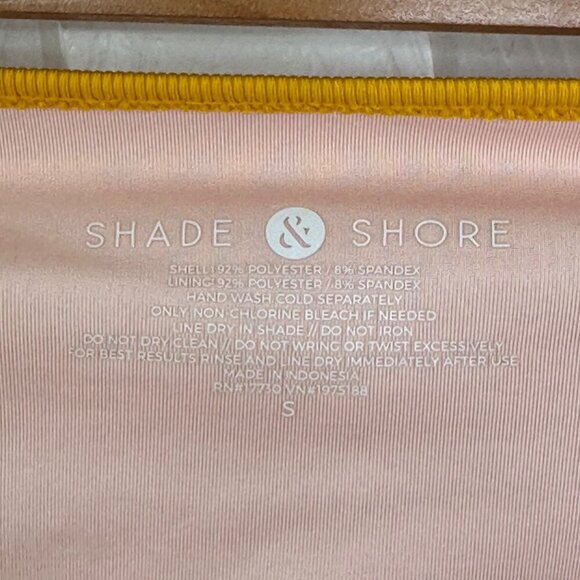 SHADE & SHORE
SHELL 92% POLYESTER / 8% SPANDEX
LINING 92% POLYESTER / 8% SPANDEX
HAND WASH COLD SEPARATELY
ONLY NON CHLORINE BLEACH IF NEEDED
LINE DRY IN SHADE // DO NOT IRON
DO NOT DRY CLEAN // DO NOT WRING OR TWIST EXCESSIVELY
FOR BEST RESULTS RINSE AND LINE DRY IMMEDIATELY AFTER USE
MADE IN INDONESIA
RN#17730 VN#1975188
S